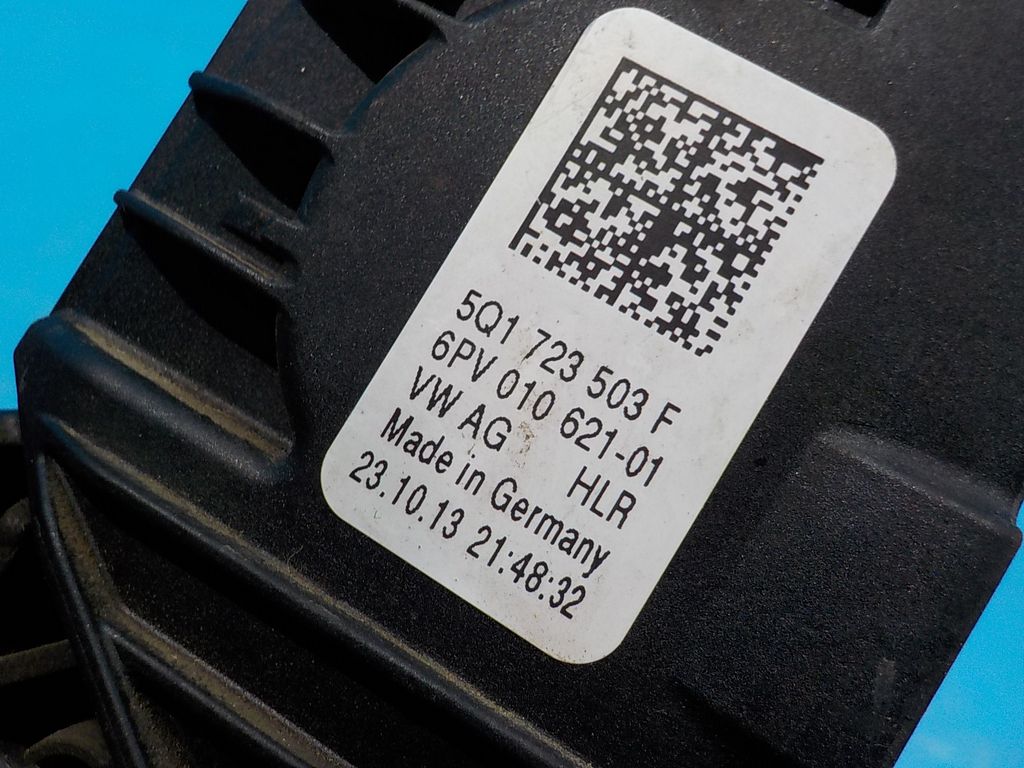 5Q1 723 503 F
6PV 010 621-01
VW AG HLR
Made in Germany
23.10.13 21:48:32